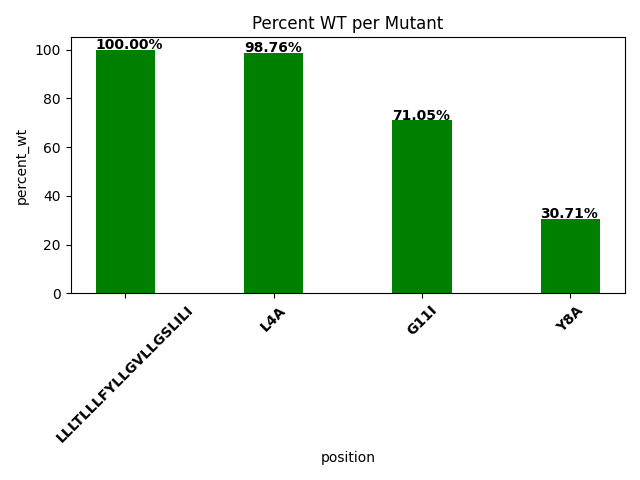 Percent WT per Mutant
percent_wt
100
80
60
40
20
0
100.00%
98.76%
71.05%
30.71%
LLLTLLLFYLLGVLLGSLILI
L4A
G11I
Y8A
position